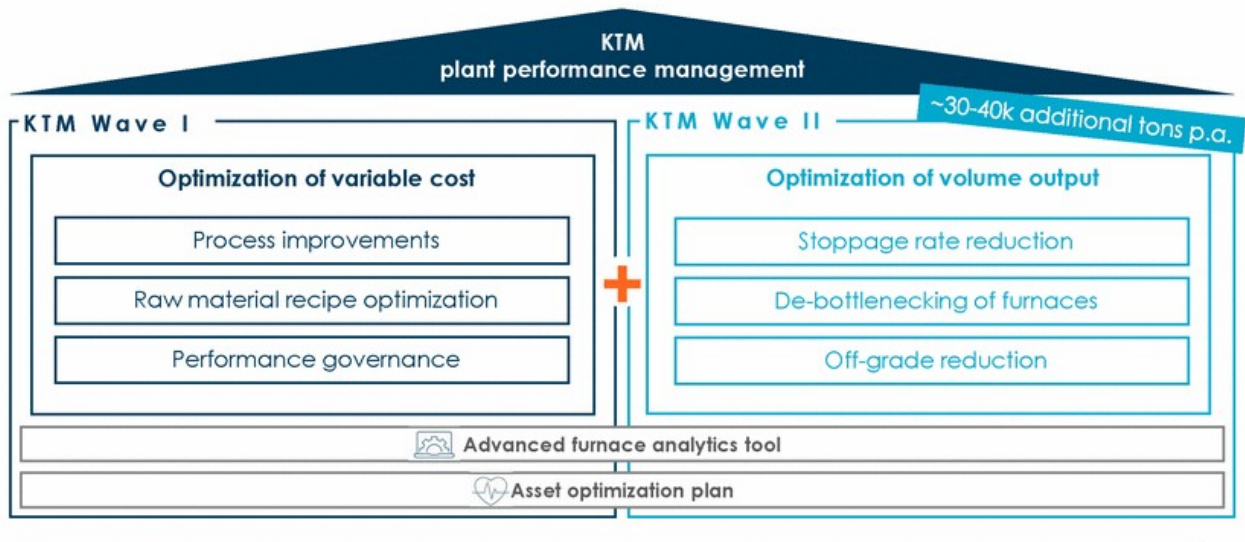 KTM
plant performance management
KTM Wave I
KTM Wave II
~30-40k additional tons p.a.
Optimization of variable cost
Process improvements
Raw material recipe optimization
Performance governance
Optimization of volume output
Stoppage rate reduction
De-bottlenecking of furnaces
Off-grade reduction
Advanced furnace analytics tool
Asset optimization plan